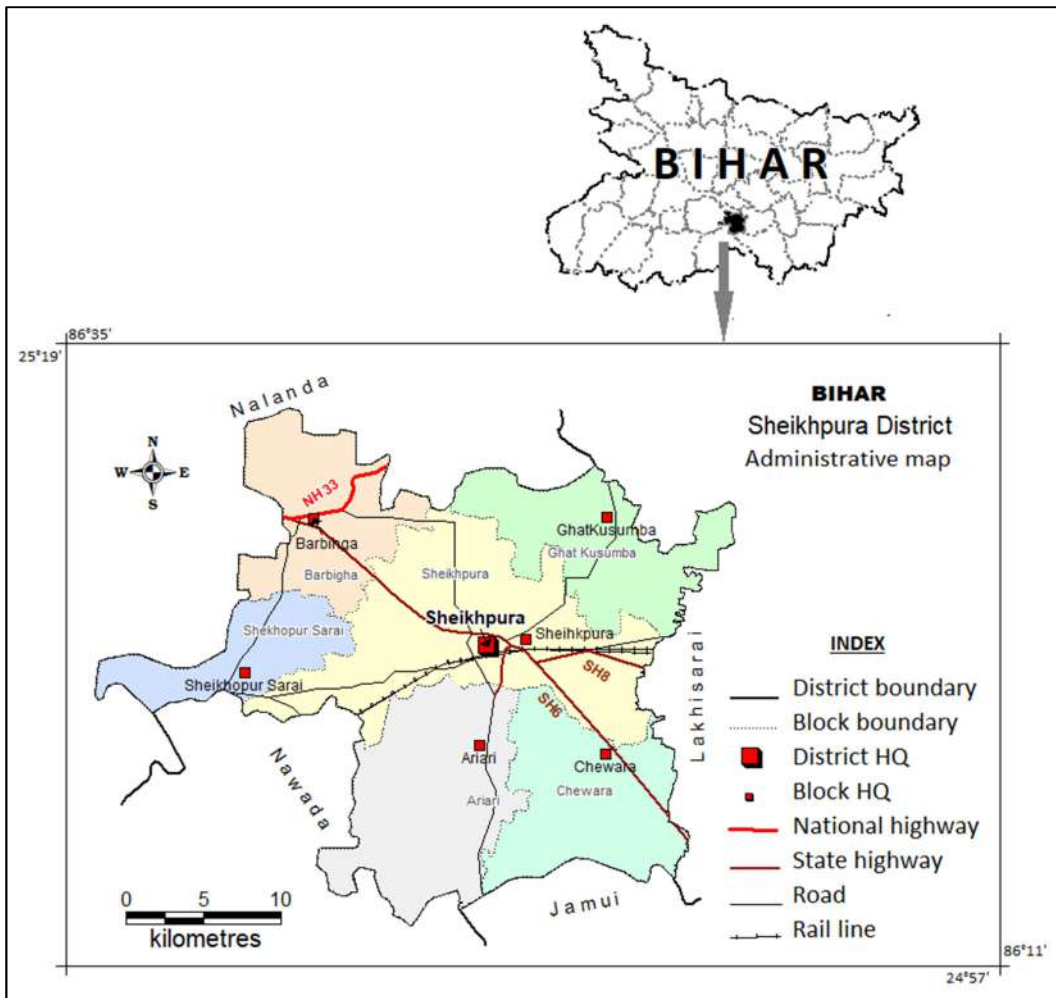 BIHAR
86°35'
25°19'
BIHAR
Sheikhpura District
Administrative map
Nalanda
N
W E
S
NH 33
Barbinga
Barbigha
GhatKusumba
Ghat Kusumba
Sheikhpura
Sheikhpura
Sheihkpura
Shekhopur Sarai
Sheikhopur Sarai
SH8
SH6
Lakhisarai
Nawada
Ariari
Ariari
Chewara
Chewara
Jamui
INDEX
District boundary
Block boundary
District HQ
Block HQ
National highway
State highway
Road
Rail line
0 5 10
kilometres
86°11'
24°57'